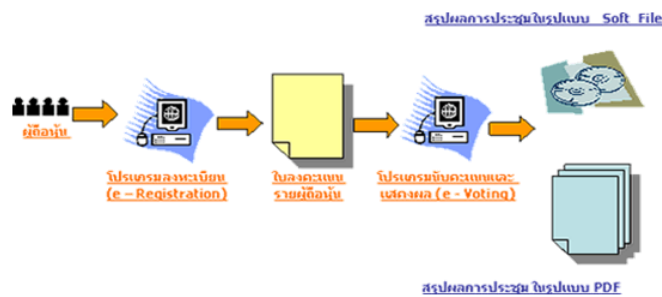 สรุปผลการประชุมในรูปแบบ Soft File
ผู้ถือหุ้น
โปรแกรมลงทะเบียน
(e – Registration)
ใบลงคะแนน
รายผู้ถือหุ้น
โปรแกรมนับคะแนนและ
แสดงผล (e - Voting)
สรุปผลการประชุม ในรูปแบบ PDF